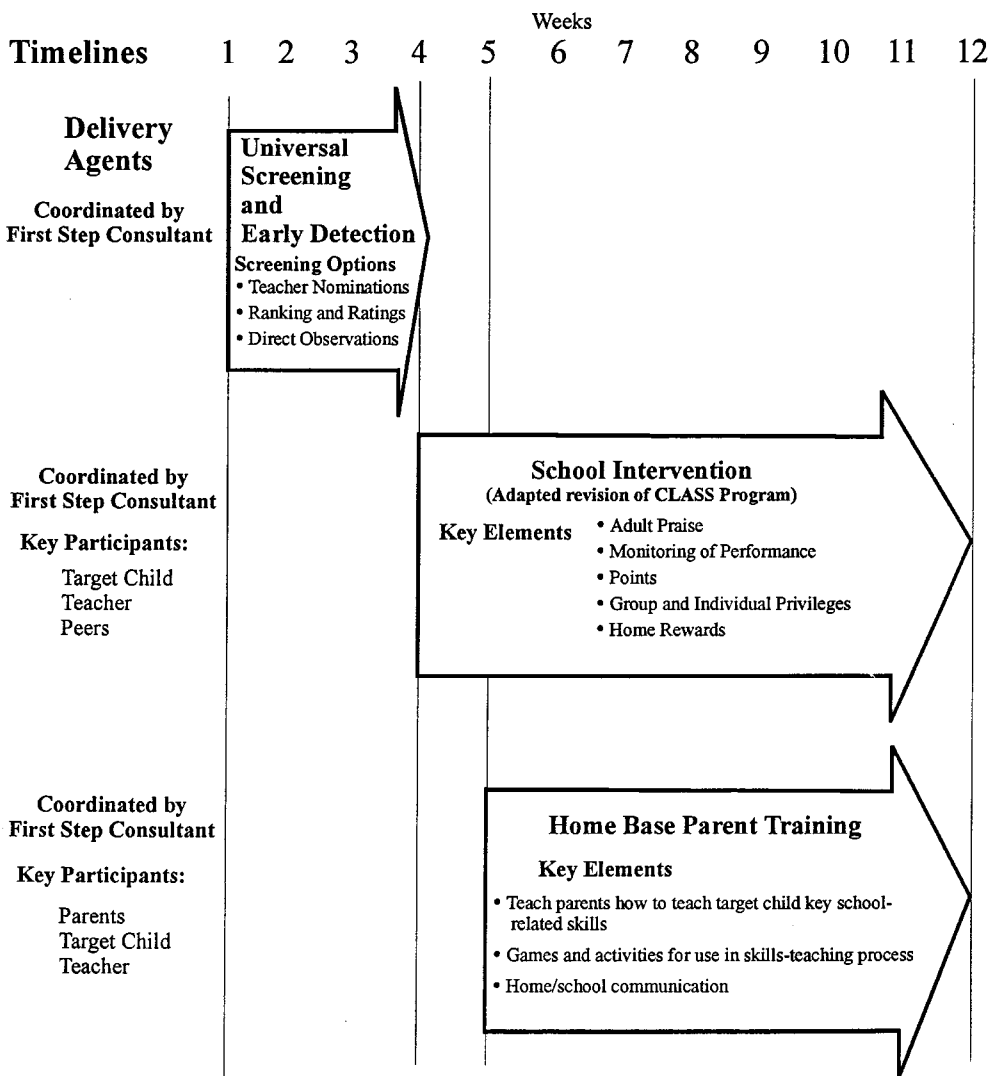 Weeks
Timelines 1 2 3 4 5 6 7 8 9 10 11 12
Delivery
Agents
Coordinated by
First Step Consultant
Universal
Screening
and
Early Detection
Screening Options
• Teacher Nominations
• Ranking and Ratings
• Direct Observations
Coordinated by
First Step Consultant
Key Participants:
Target Child
Teacher
Peers
School Intervention
(Adapted revision of CLASS Program)
Key Elements
• Adult Praise
• Monitoring of Performance
• Points
• Group and Individual Privileges
• Home Rewards
Coordinated by
First Step Consultant
Key Participants:
Parents
Target Child
Teacher
Home Base Parent Training
Key Elements
• Teach parents how to teach target child key school-
related skills
• Games and activities for use in skills-teaching process
• Home/school communication